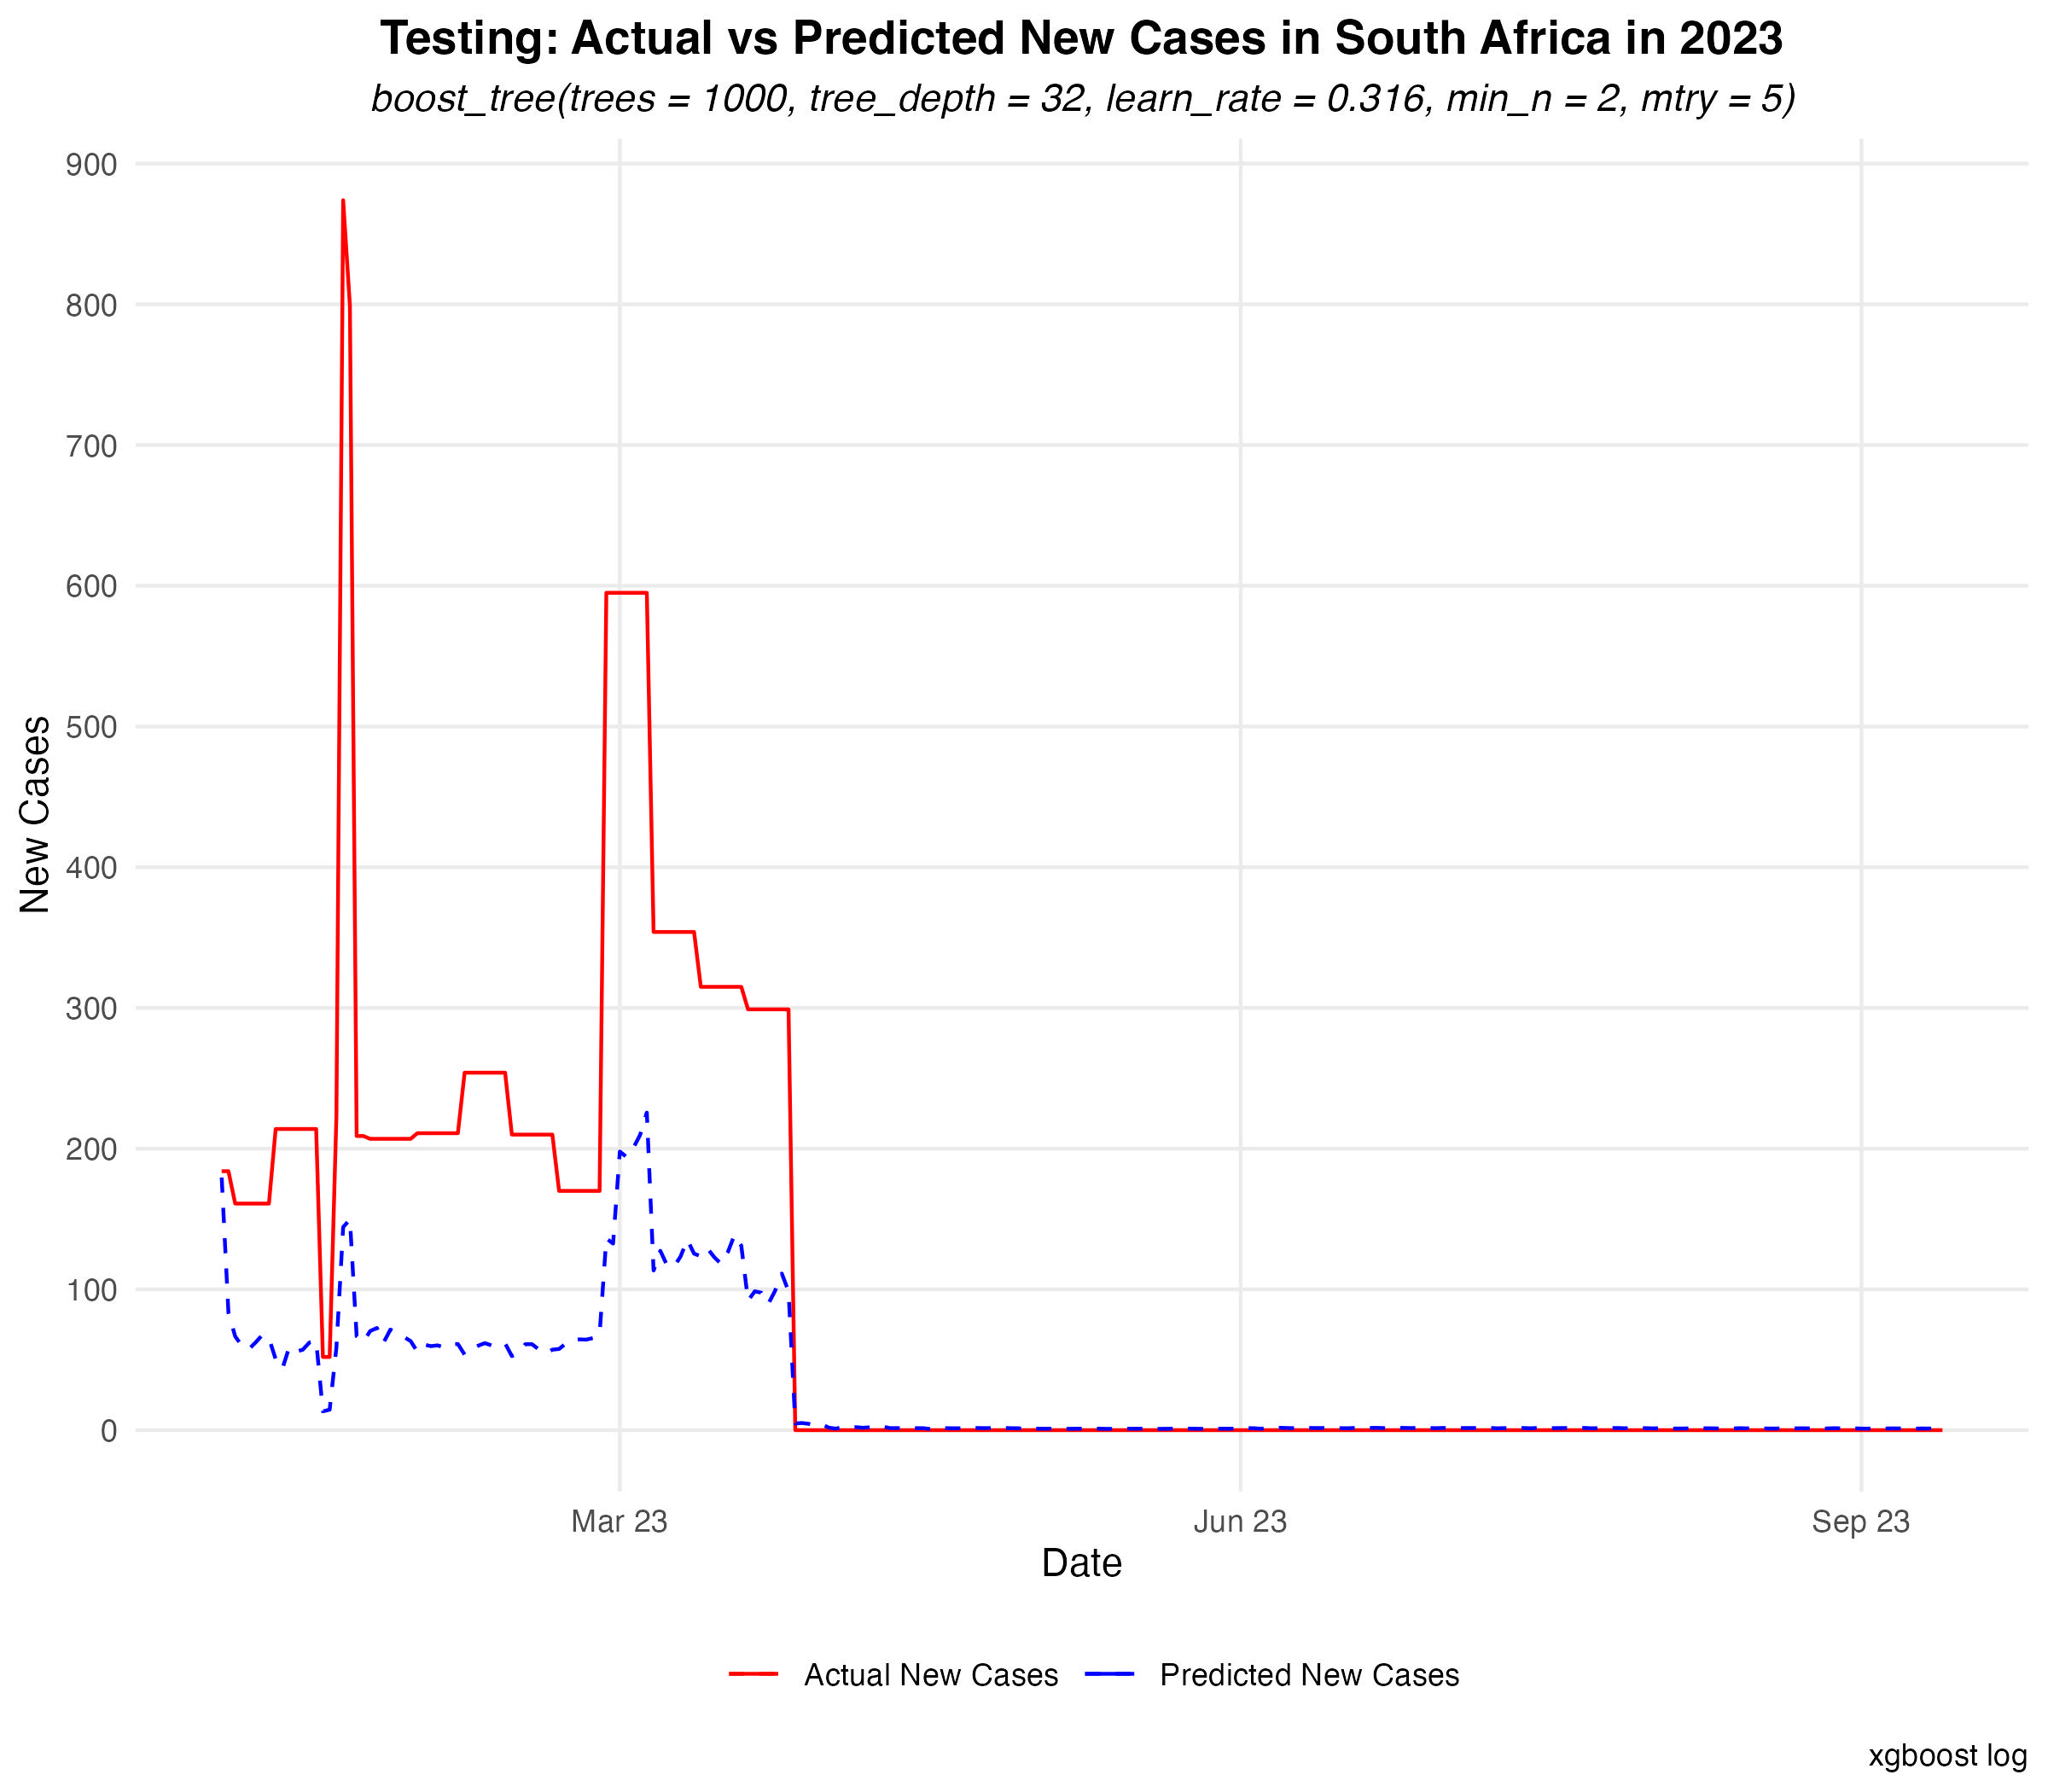 Testing: Actual vs Predicted New Cases in South Africa in 2023
boost_tree(trees = 1000, tree_depth = 32, learn_rate = 0.316, min_n = 2, mtry = 5)
900
800
700
600
500
400
300
200
100
0
New Cases
Mar 23 Jun 23 Sep 23
Date
Actual New Cases Predicted New Cases
xgboost log